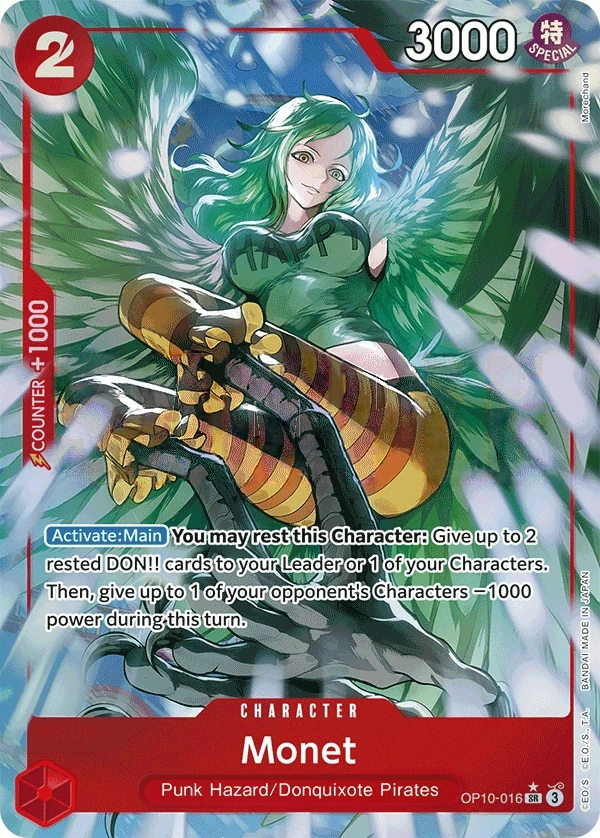 2
3000
特
SPECIAL
Morechand
HAPPY
COUNTER +1000
Activate:Main You may rest this Character: Give up to 2
rested DON!! cards to your Leader or 1 of your Characters.
Then, give up to 1 of your opponent's Characters −1000
power during this turn.
CHARACTER
Monet
Punk Hazard/Donquixote Pirates
OP10-016 SR 3
©E.O/S ©E.O./S.,T.A. BANDAI MADE IN JAPAN